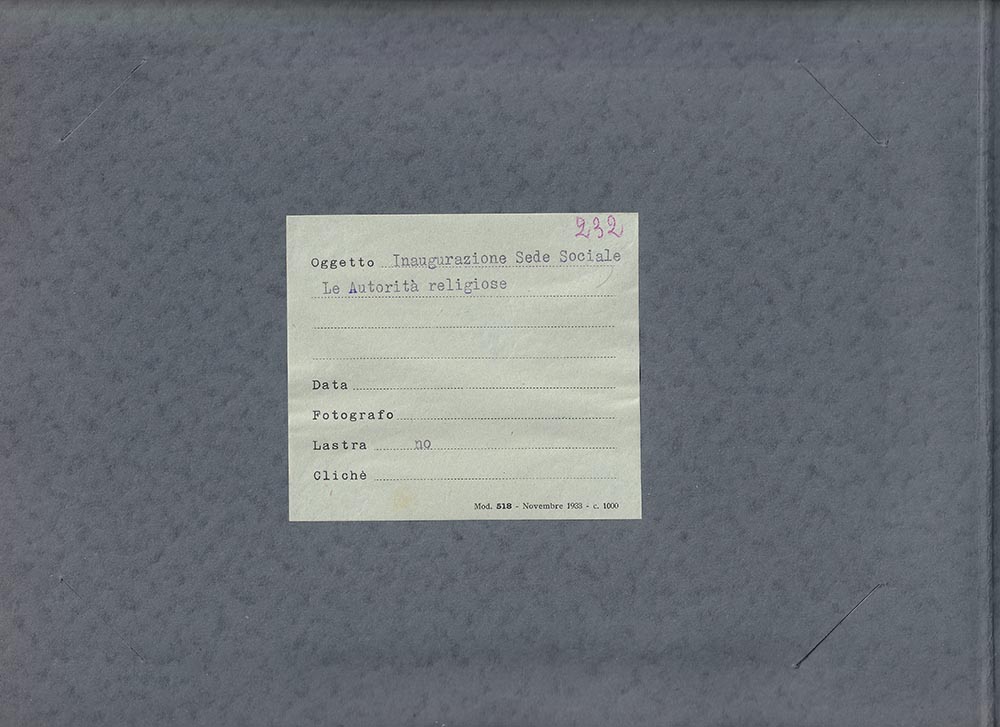 232
Oggetto Inaugurazione Sede Sociale
Le Autorità religiose
Data
Fotografo
Lastra no
Clichè
Mod. 518 - Novembre 1933 - c. 1000